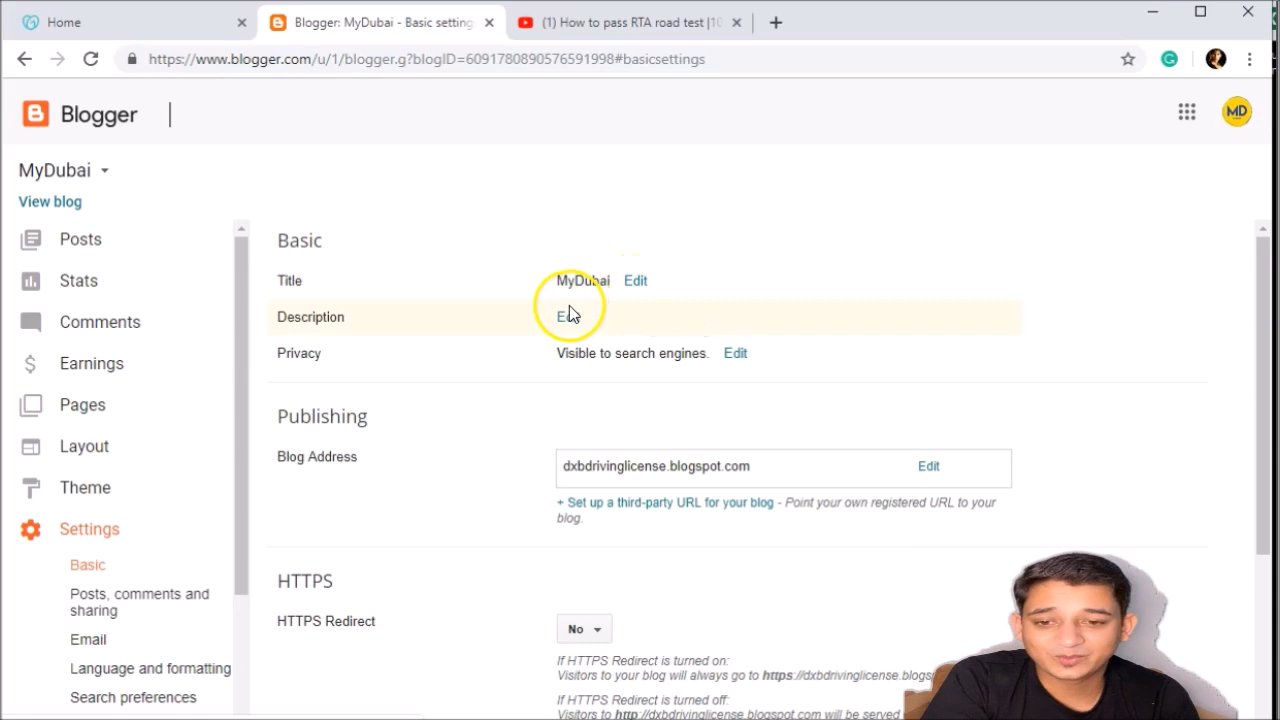 Home
Blogger: MyDubai - Basic setting
(1) How to pass RTA road test |10
https://www.blogger.com/u/1/blogger.g?blogID=6091780890576591998#basicsettings
Blogger
MD
MyDubai
View blog
Posts
Stats
Comments
Earnings
Pages
Layout
Theme
Settings
Basic
Posts, comments and
sharing
Email
Language and formatting
Search preferences
Basic
Title
MyDubai Edit
Description
Privacy
Visible to search engines. Edit
Publishing
Blog Address
dxbdrivinglicense.blogspot.com Edit
+ Set up a third-party URL for your blog - Point your own registered URL to your
blog.
HTTPS
HTTPS Redirect
No
If HTTPS Redirect is turned on:
Visitors to your blog will always go to https://dxbdrivinglicense.blogs
If HTTPS Redirect is turned off:
Visitors to http://dxbdrivinglicense.blogspot.com will be served